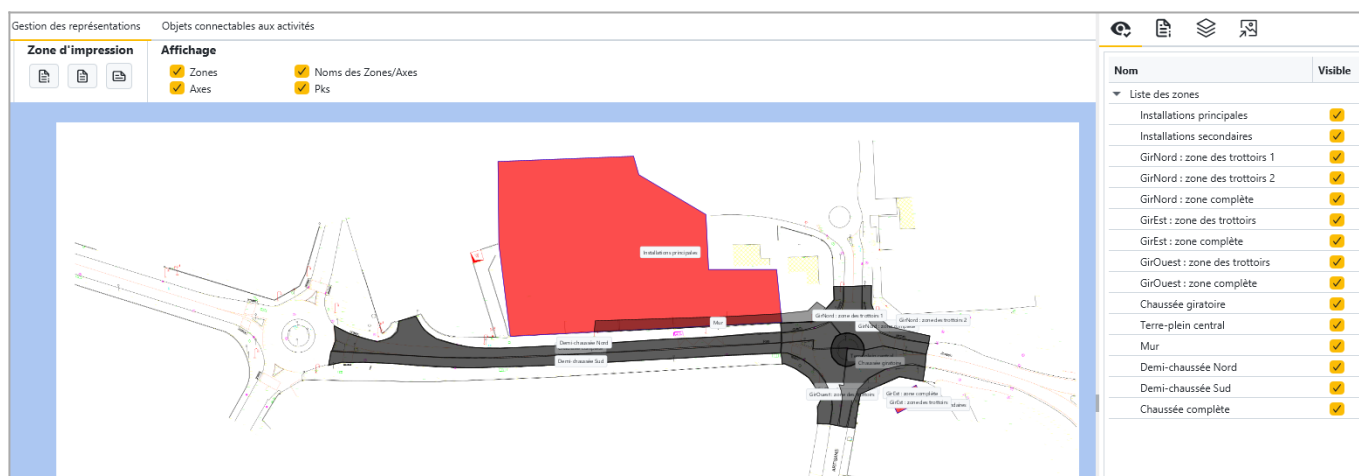 Gestion des représentations Objets connectables aux activités
Zone d'impression Affichage
Zones Noms des Zones/Axes
Axes Pks
Nom Visible
Liste des zones
Installations principales
Installations secondaires
GirNord : zone des trottoirs 1
GirNord : zone des trottoirs 2
GirNord : zone complète
GirEst : zone des trottoirs
GirEst : zone complète
GirOuest : zone des trottoirs
GirOuest : zone complète
Chaussée giratoire
Terre-plein central
Mur
Demi-chaussée Nord
Demi-chaussée Sud
Chaussée complète
Installations principales
Mur
GirNord : zone des trottoirs 1
GirNord : zone des trottoirs 2
Demi-chaussée Nord
Demi-chaussée Sud
Chaussée giratoire
GirOuest : zone des trottoirs
GirEst : zone complète
GirEst : zone des trottoirs